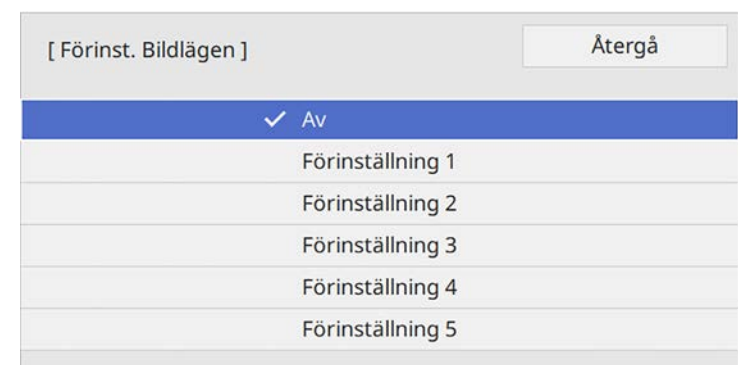 [ Förinst. Bildlägen ]
Återgå
Av
Förinställning 1
Förinställning 2
Förinställning 3
Förinställning 4
Förinställning 5